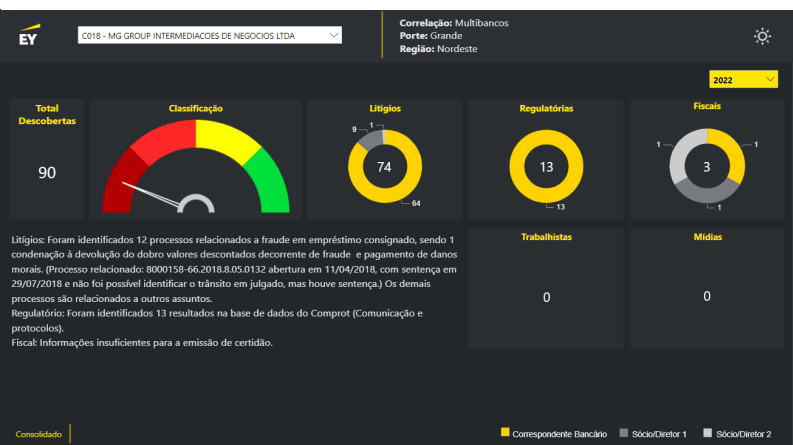 EY
C018 - MG GROUP INTERMEDIACOES DE NEGOCIOS LTDA
Correlação: Multibancos
Porte: Grande
Região: Nordeste
2022
Total
Descobertas
90
Classificação
Litígios
9
1
74
64
Regulatórias
13
13
Fiscais
1
1
3
1
Litígios: Foram identificados 12 processos relacionados a fraude em empréstimo consignado, sendo 1
condenação à devolução do dobro valores descontados decorrente de fraude e pagamento de danos
morais. (Processo relacionado: 8000158-66.2018.8.05.0132 abertura em 11/04/2018, com sentença em
29/07/2018 e não foi possível identificar o trânsito em julgado, mas houve sentença.) Os demais
processos são relacionados a outros assuntos.
Regulatório: Foram identificados 13 resultados na base de dados do Comprot (Comunicação e
protocolos).
Fiscal: Informações insuficientes para a emissão de certidão.
Trabalhistas
0
Mídias
0
Consolidado
Correspondente Bancário
Sócio/Diretor 1
Sócio/Diretor 2